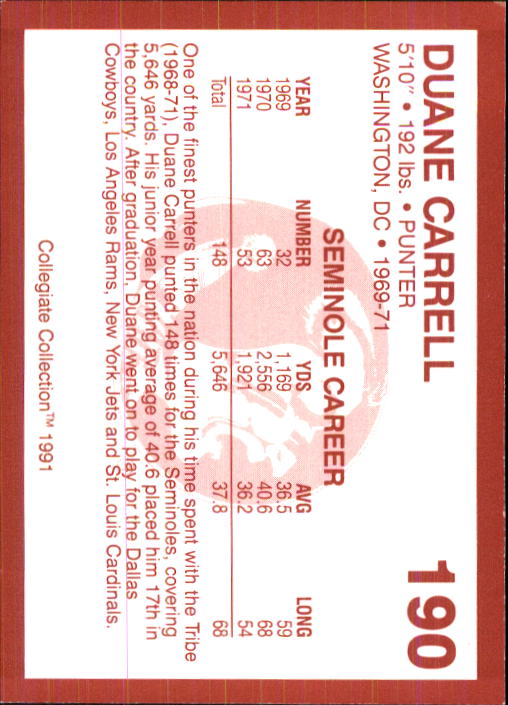 DUANE CARRELL 190
5'10" • 192 lbs. • PUNTER
WASHINGTON, DC • 1969-71
SEMINOLE CAREER
YEAR NUMBER YDS AVG LONG
1969 32 1,169 36.5 59
1970 63 2,556 40.6 68
1971 53 1,921 36.2 54
Total 148 5,646 37.8 68
One of the finest punters in the nation during his time spent with the Tribe
(1968-71), Duane Carrell punted 148 times for the Seminoles, covering
5,646 yards. His junior year punting average of 40.6 placed him 17th in
the country. After graduation, Duane went on to play for the Dallas
Cowboys, Los Angeles Rams, New York Jets and St. Louis Cardinals.
Collegiate Collection™ 1991